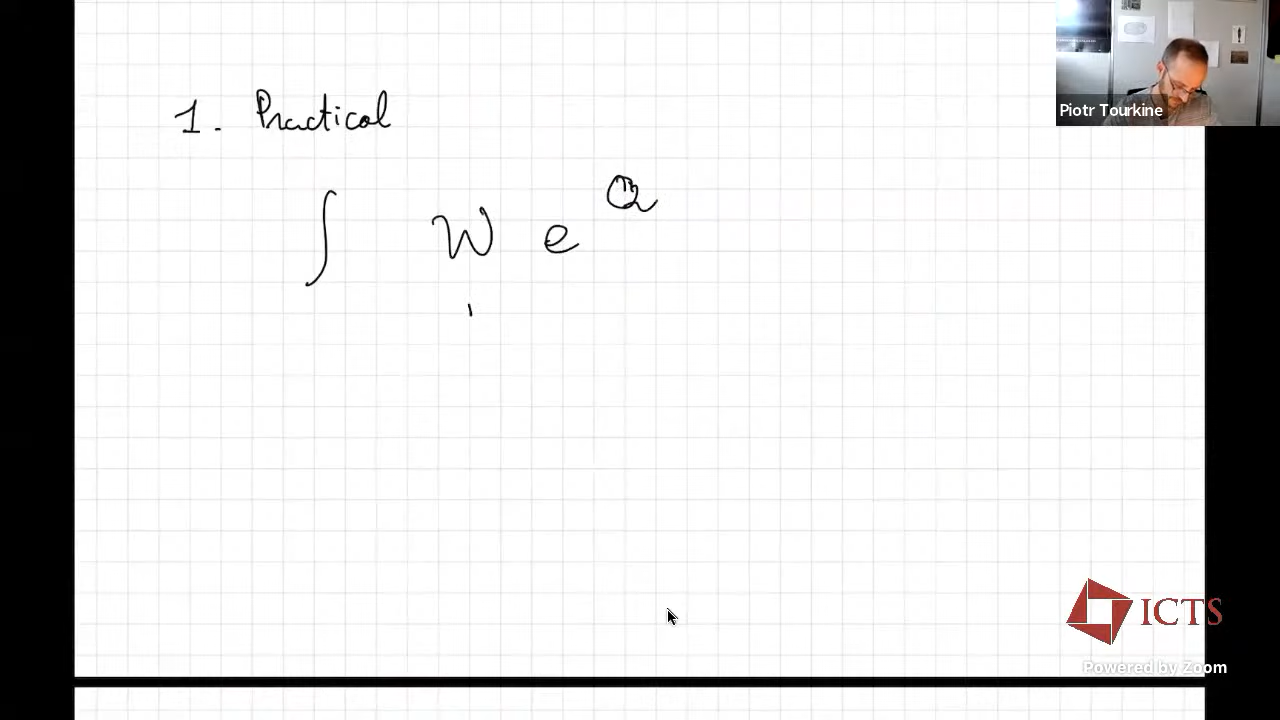 Piotr Tourkine
1. Practical
∫ W e^Q
ICTS
Powered by Zoom